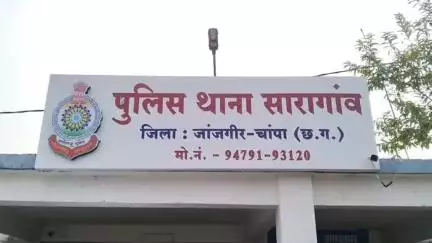 पुलिस थाना सारागांव
जिला : जांजगीर-चांपा (छ.ग.)
मो.नं. - 94791-93120